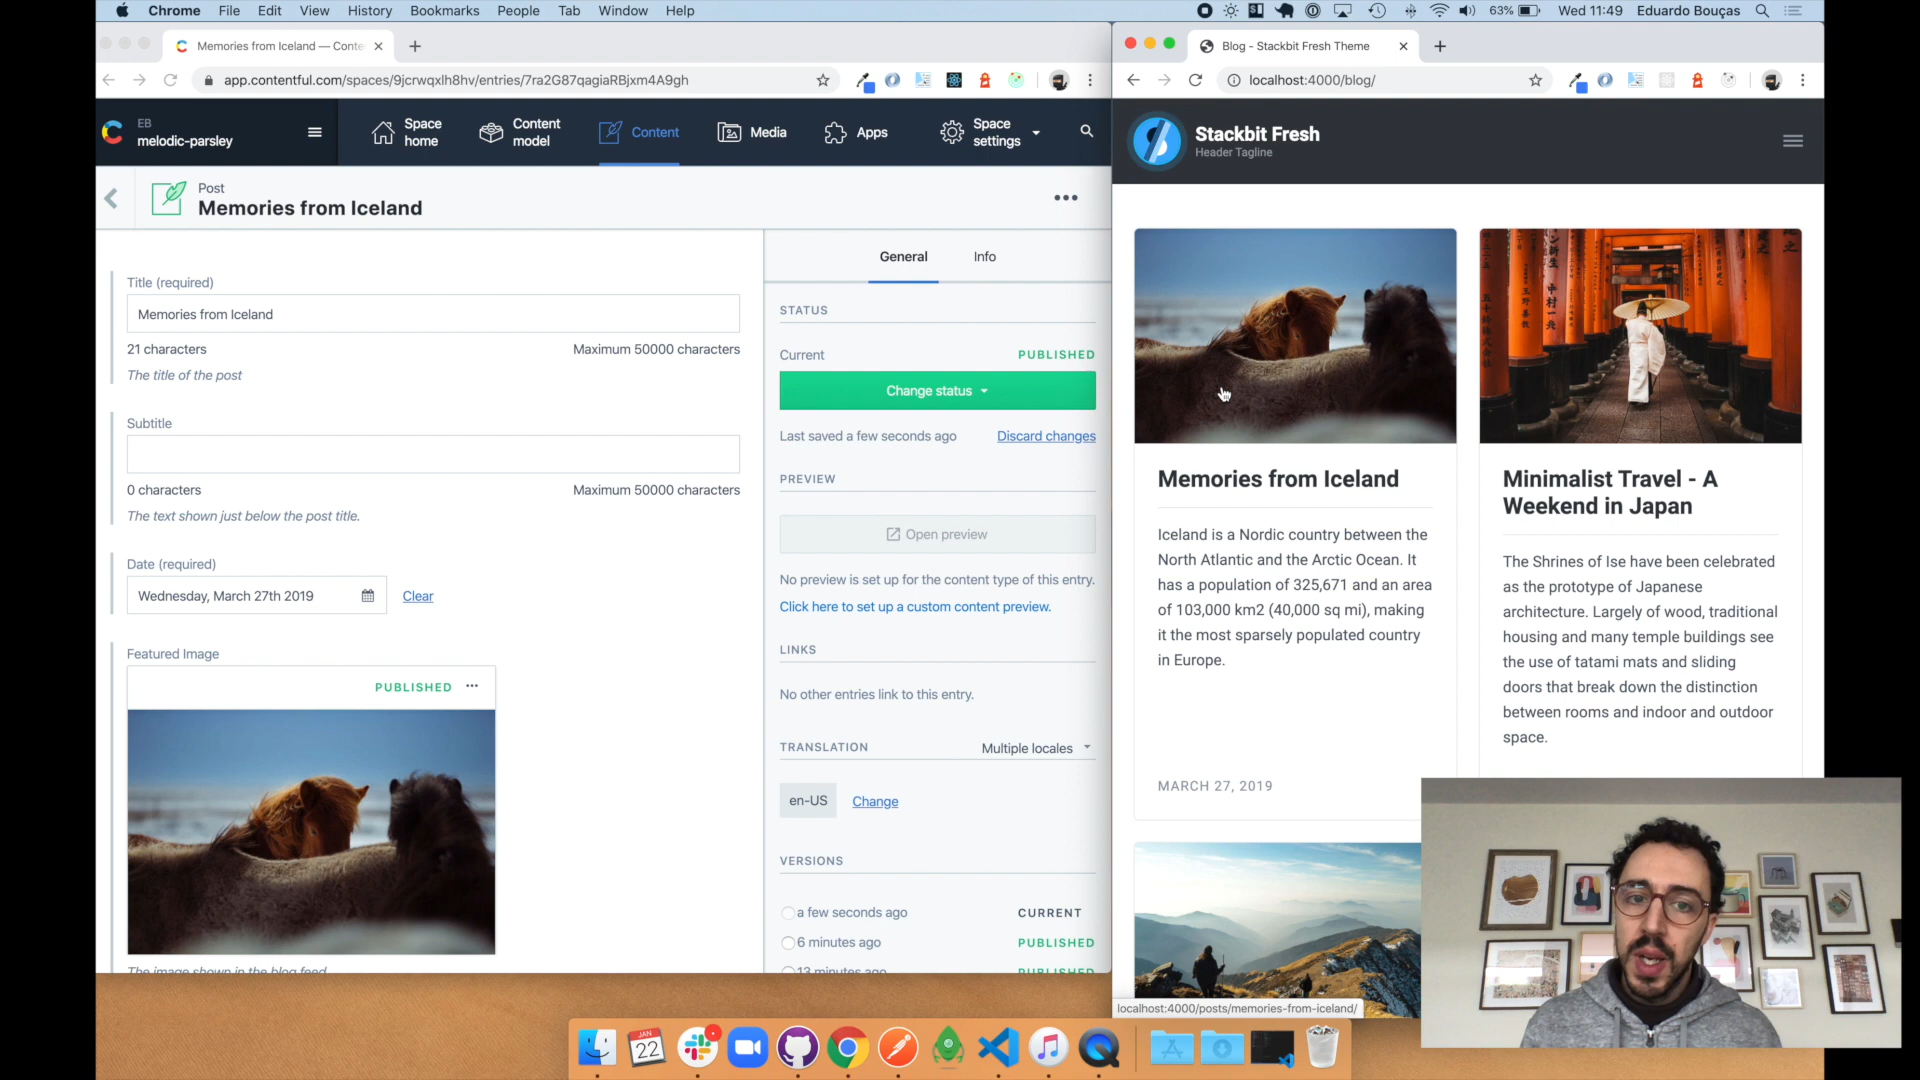 Chrome File Edit View History Bookmarks People Tab Window Help
63% Wed 11:49 Eduardo Bouças
Memories from Iceland — Conte
app.contentful.com/spaces/9jcrwqxlh8hv/entries/7ra2G87qagiaRBjxm4A9gh
EB
melodic-parsley
Space home
Content model
Content
Media
Apps
Space settings
Post
Memories from Iceland
Title (required)
Memories from Iceland
21 characters Maximum 50000 characters
The title of the post
Subtitle
0 characters Maximum 50000 characters
The text shown just below the post title.
Date (required)
Wednesday, March 27th 2019 Clear
Featured Image
PUBLISHED
The image shown in the blog feed
General Info
STATUS
Current PUBLISHED
Change status
Last saved a few seconds ago Discard changes
PREVIEW
Open preview
No preview is set up for the content type of this entry.
Click here to set up a custom content preview.
LINKS
No other entries link to this entry.
TRANSLATION Multiple locales
en-US Change
VERSIONS
a few seconds ago CURRENT
6 minutes ago PUBLISHED
13 minutes ago PUBLISHED
Blog - Stackbit Fresh Theme
localhost:4000/blog/
Stackbit Fresh
Header Tagline
Memories from Iceland
Iceland is a Nordic country between the
North Atlantic and the Arctic Ocean. It
has a population of 325,671 and an area
of 103,000 km2 (40,000 sq mi), making
it the most sparsely populated country
in Europe.
MARCH 27, 2019
Minimalist Travel - A
Weekend in Japan
The Shrines of Ise have been celebrated
as the prototype of Japanese
architecture. Largely of wood, traditional
housing and many temple buildings see
the use of tatami mats and sliding
doors that break down the distinction
between rooms and indoor and outdoor
space.
localhost:4000/posts/memories-from-iceland/
JAN
22